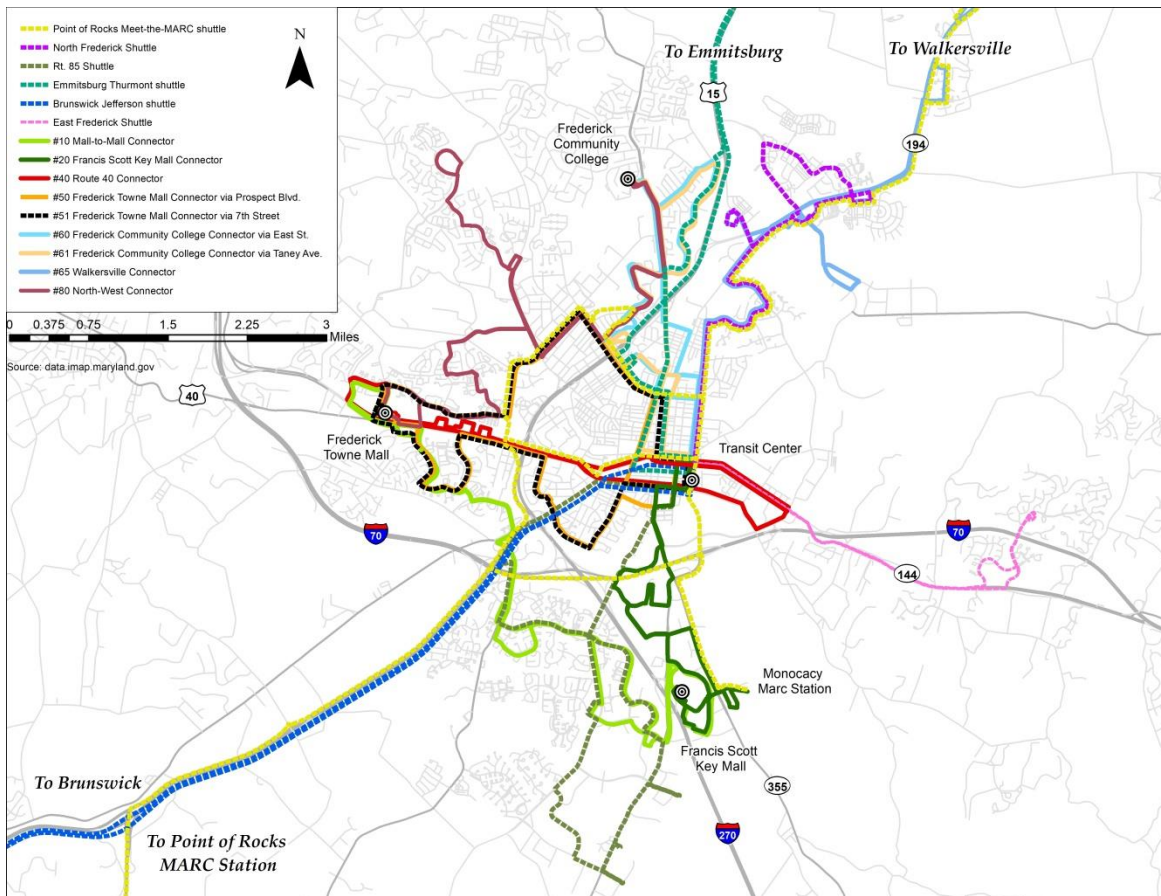 Point of Rocks Meet-the-MARC shuttle
North Frederick Shuttle
Rt. 85 Shuttle
Emmitsburg Thurmont shuttle
Brunswick Jefferson shuttle
East Frederick Shuttle
#10 Mall-to-Mall Connector
#20 Francis Scott Key Mall Connector
#40 Route 40 Connector
#50 Frederick Towne Mall Connector via Prospect Blvd.
#51 Frederick Towne Mall Connector via 7th Street
#60 Frederick Community College Connector via East St.
#61 Frederick Community College Connector via Taney Ave.
#65 Walkersville Connector
#80 North-West Connector
N
0 0.375 0.75 1.5 2.25 3
Miles
Source: data.imap.maryland.gov
To Emmitsburg
To Walkersville
15
194
Frederick
Community
College
40
Frederick
Towne Mall
Transit Center
70
70
144
Monocacy
Marc Station
Francis Scott
Key Mall
355
270
To Brunswick
To Point of Rocks
MARC Station